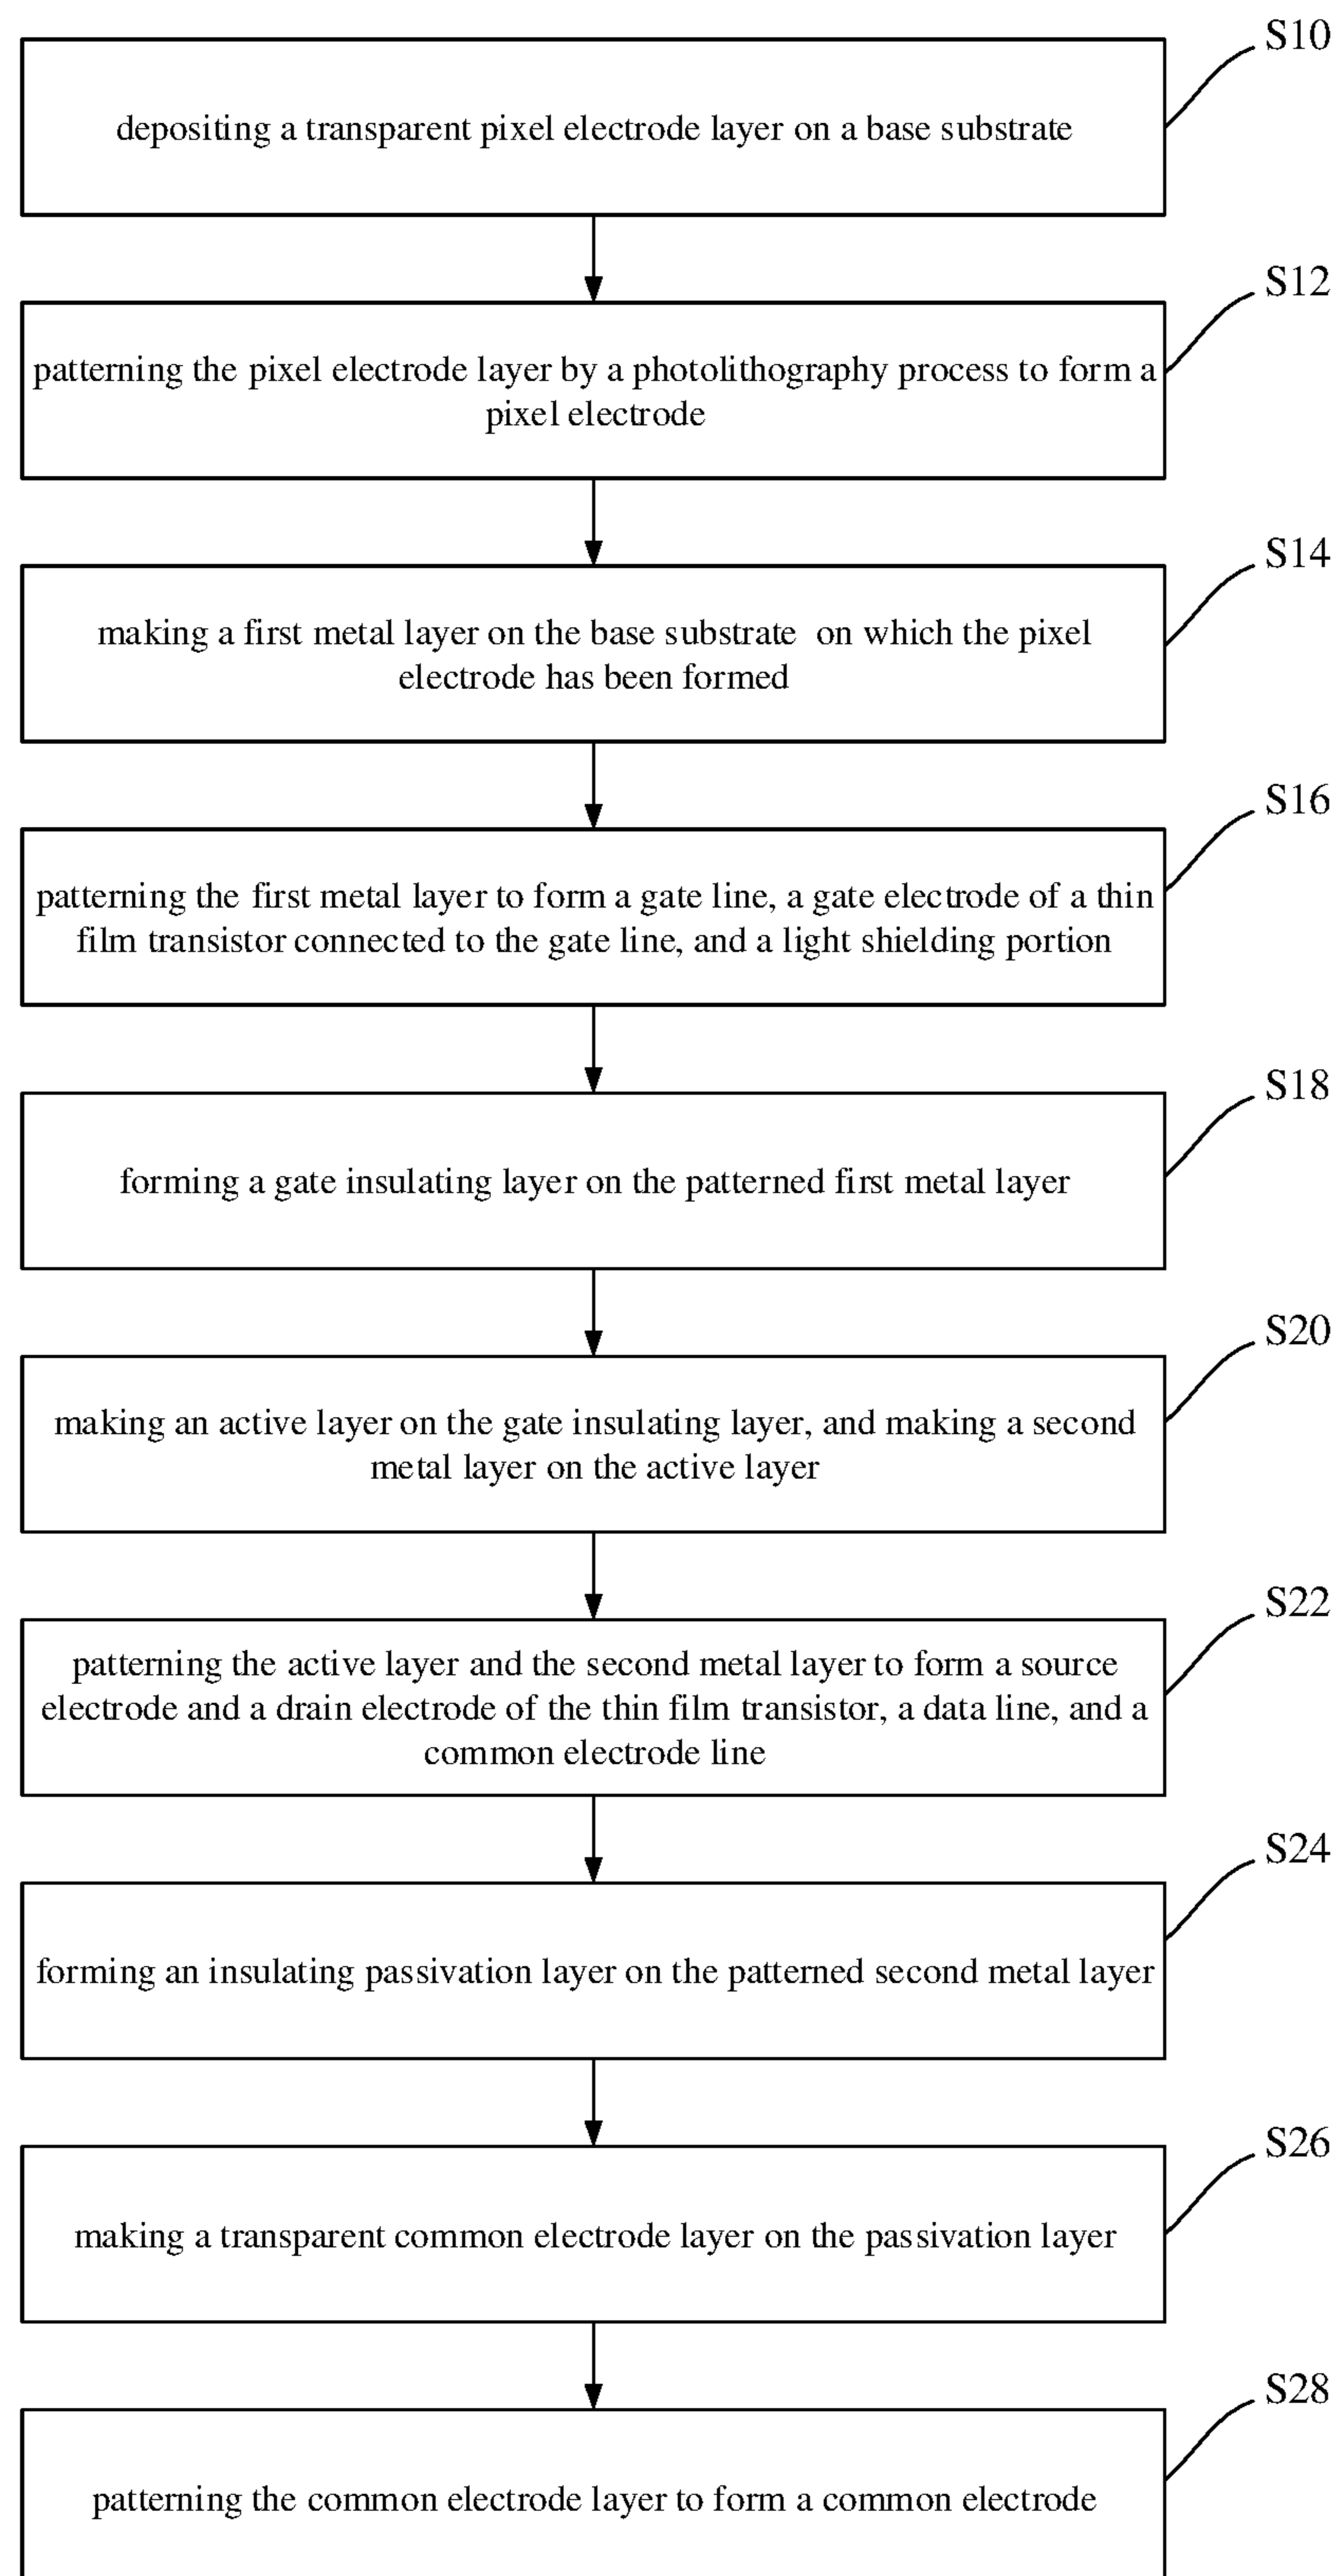 S10
depositing a transparent pixel electrode layer on a base substrate
S12
patterning the pixel electrode layer by a photolithography process to form a
pixel electrode
S14
making a first metal layer on the base substrate on which the pixel
electrode has been formed
S16
patterning the first metal layer to form a gate line, a gate electrode of a thin
film transistor connected to the gate line, and a light shielding portion
S18
forming a gate insulating layer on the patterned first metal layer
S20
making an active layer on the gate insulating layer, and making a second
metal layer on the active layer
S22
patterning the active layer and the second metal layer to form a source
electrode and a drain electrode of the thin film transistor, a data line, and a
common electrode line
S24
forming an insulating passivation layer on the patterned second metal layer
S26
making a transparent common electrode layer on the passivation layer
S28
patterning the common electrode layer to form a common electrode